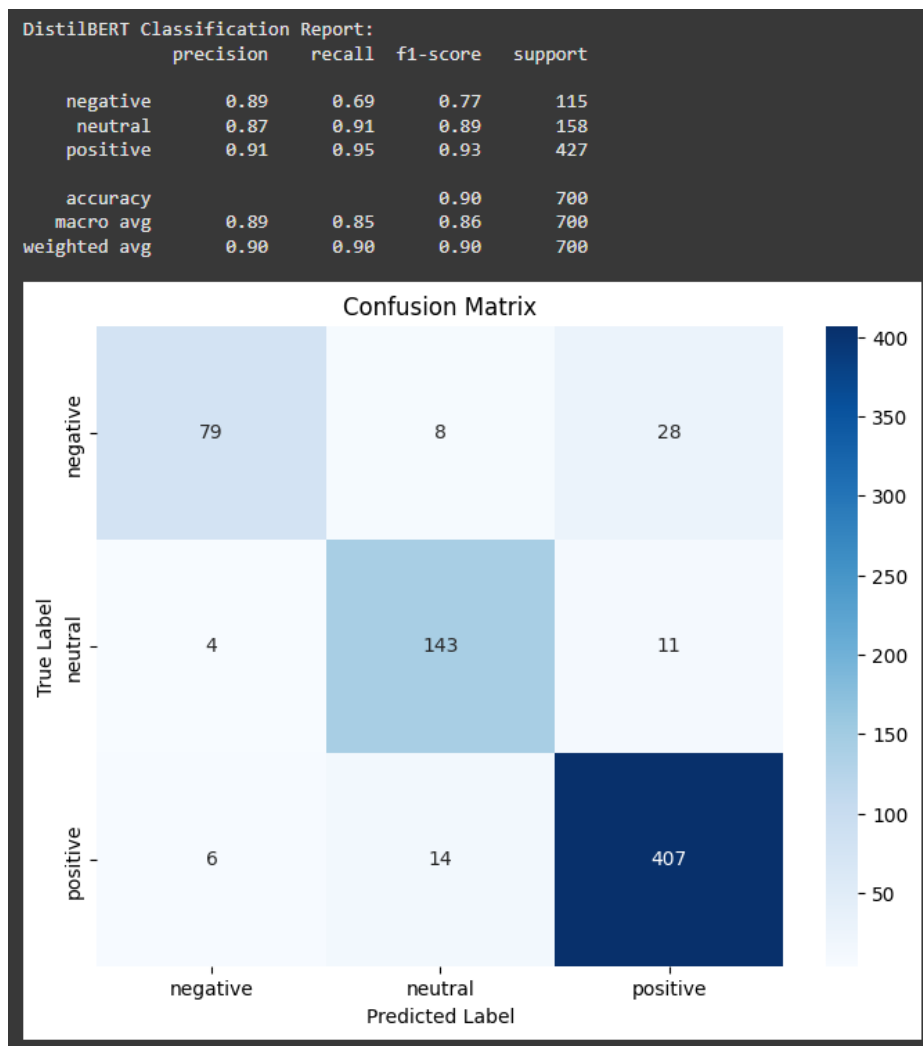 DistilBERT Classification Report:
precision recall f1-score support
negative 0.89 0.69 0.77 115
neutral 0.87 0.91 0.89 158
positive 0.91 0.95 0.93 427
accuracy 0.90 700
macro avg 0.89 0.85 0.86 700
weighted avg 0.90 0.90 0.90 700
Confusion Matrix
True Label
negative 79 8 28
neutral 4 143 11
positive 6 14 407
negative neutral positive
Predicted Label
400
350
300
250
200
150
100
50